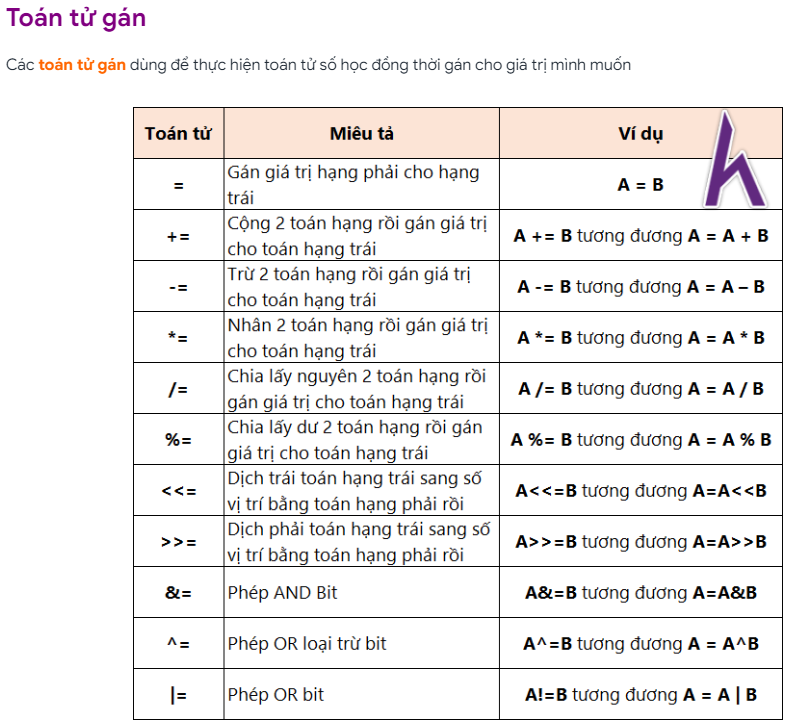 Toán tử gán
Các toán tử gán dùng để thực hiện toán tử số học đồng thời gán cho giá trị mình muốn
Toán tử Miêu tả Ví dụ
= Gán giá trị hạng phải cho hạng
trái A = B
+= Cộng 2 toán hạng rồi gán giá trị
cho toán hạng trái A += B tương đương A = A + B
-= Trừ 2 toán hạng rồi gán giá trị
cho toán hạng trái A -= B tương đương A = A – B
*= Nhân 2 toán hạng rồi gán giá trị
cho toán hạng trái A *= B tương đương A = A * B
/= Chia lấy nguyên 2 toán hạng rồi
gán giá trị cho toán hạng trái A /= B tương đương A = A / B
%= Chia lấy dư 2 toán hạng rồi gán
giá trị cho toán hạng trái A %= B tương đương A = A % B
<<= Dịch trái toán hạng trái sang số
vị trí bằng toán hạng phải rồi A<<=B tương đương A=A<<B
>>= Dịch phải toán hạng trái sang số
vị trí bằng toán hạng phải rồi A>>=B tương đương A=A>>B
&= Phép AND Bit A&=B tương đương A=A&B
^= Phép OR loại trừ bit A^=B tương đương A = A^B
|= Phép OR bit A!=B tương đương A = A | B